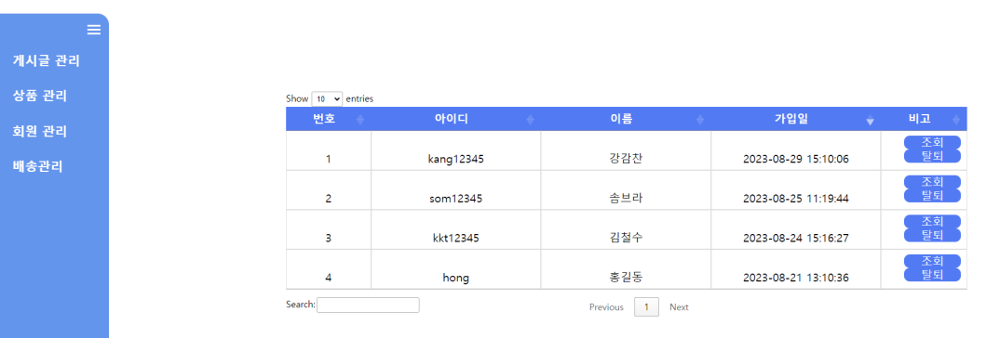 게시글 관리
상품 관리
회원 관리
배송관리
Show 10 entries
번호 아이디 이름 가입일 비고
1 kang12345 강감찬 2023-08-29 15:10:06 조회 탈퇴
2 som12345 솜브라 2023-08-25 11:19:44 조회 탈퇴
3 kkt12345 김철수 2023-08-24 15:16:27 조회 탈퇴
4 hong 홍길동 2023-08-21 13:10:36 조회 탈퇴
Search: Previous 1 Next